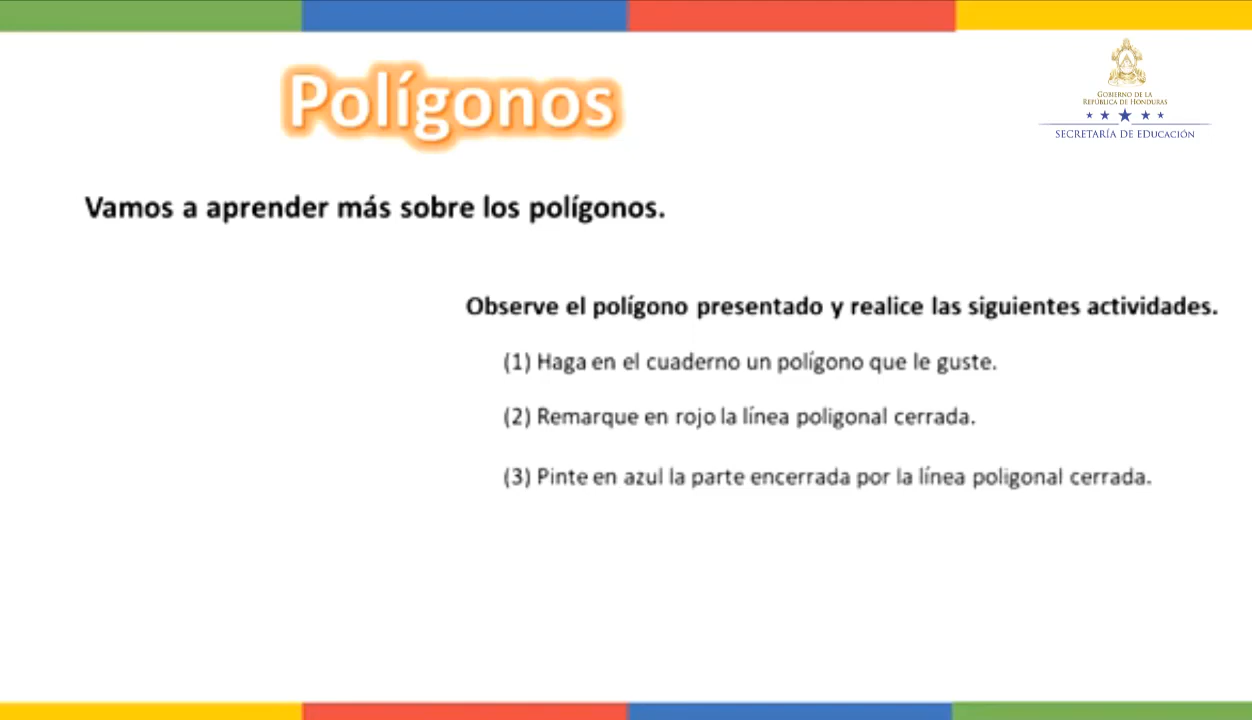 Polígonos
GOBIERNO DE LA
REPÚBLICA DE HONDURAS
SECRETARÍA DE EDUCACIÓN
Vamos a aprender más sobre los polígonos.
Observe el polígono presentado y realice las siguientes actividades.
(1) Haga en el cuaderno un polígono que le guste.
(2) Remarque en rojo la línea poligonal cerrada.
(3) Pinte en azul la parte encerrada por la línea poligonal cerrada.